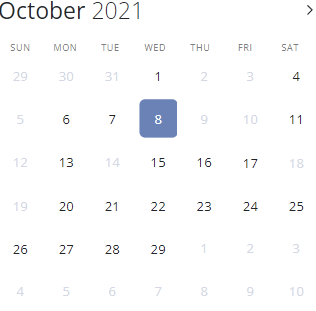 October 2021
SUN MON TUE WED THU FRI SAT
29 30 31 1 2 3 4
5 6 7 8 9 10 11
12 13 14 15 16 17 18
19 20 21 22 23 24 25
26 27 28 29 1 2 3
4 5 6 7 8 9 10